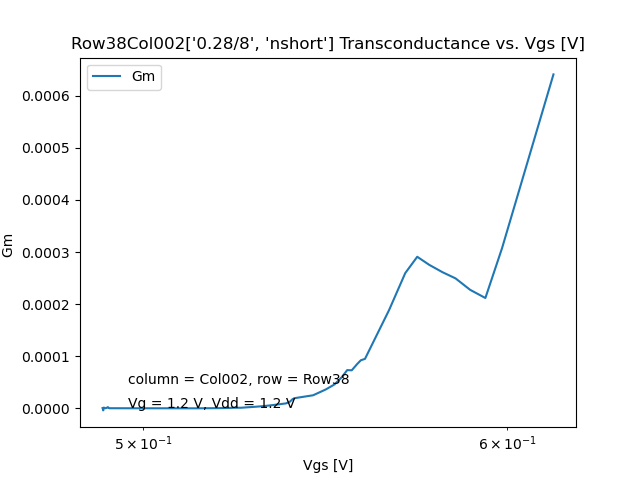 Row38Col002['0.28/8', 'nshort'] Transconductance vs. Vgs [V]
Gm
0.0006
0.0005
0.0004
0.0003
0.0002
0.0001
0.0000
Gm
column = Col002, row = Row38
Vg = 1.2 V, Vdd = 1.2 V
5 × 10⁻¹
6 × 10⁻¹
Vgs [V]